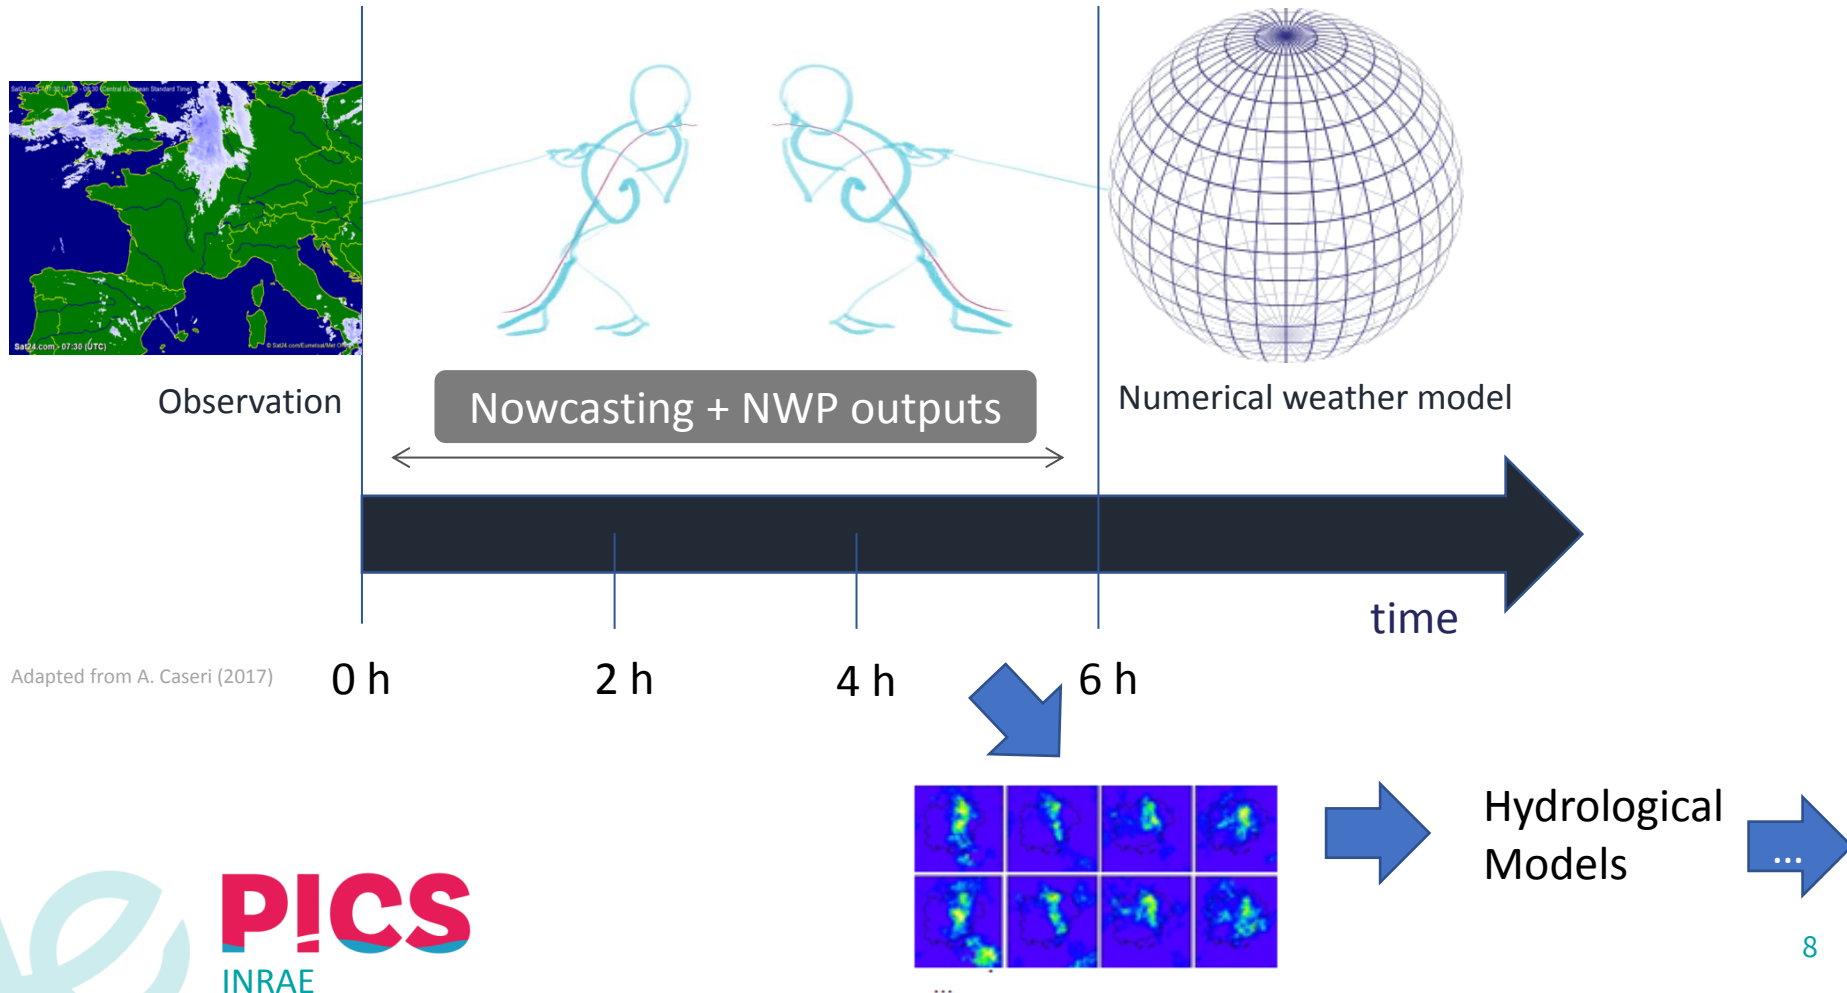 Sat24.com - 07:30 (UTC)
Observation
Nowcasting + NWP outputs
Numerical weather model
time
Adapted from A. Caseri (2017)
0 h
2 h
4 h
6 h
Hydrological
Models
...
...
PICS
INRAE
8